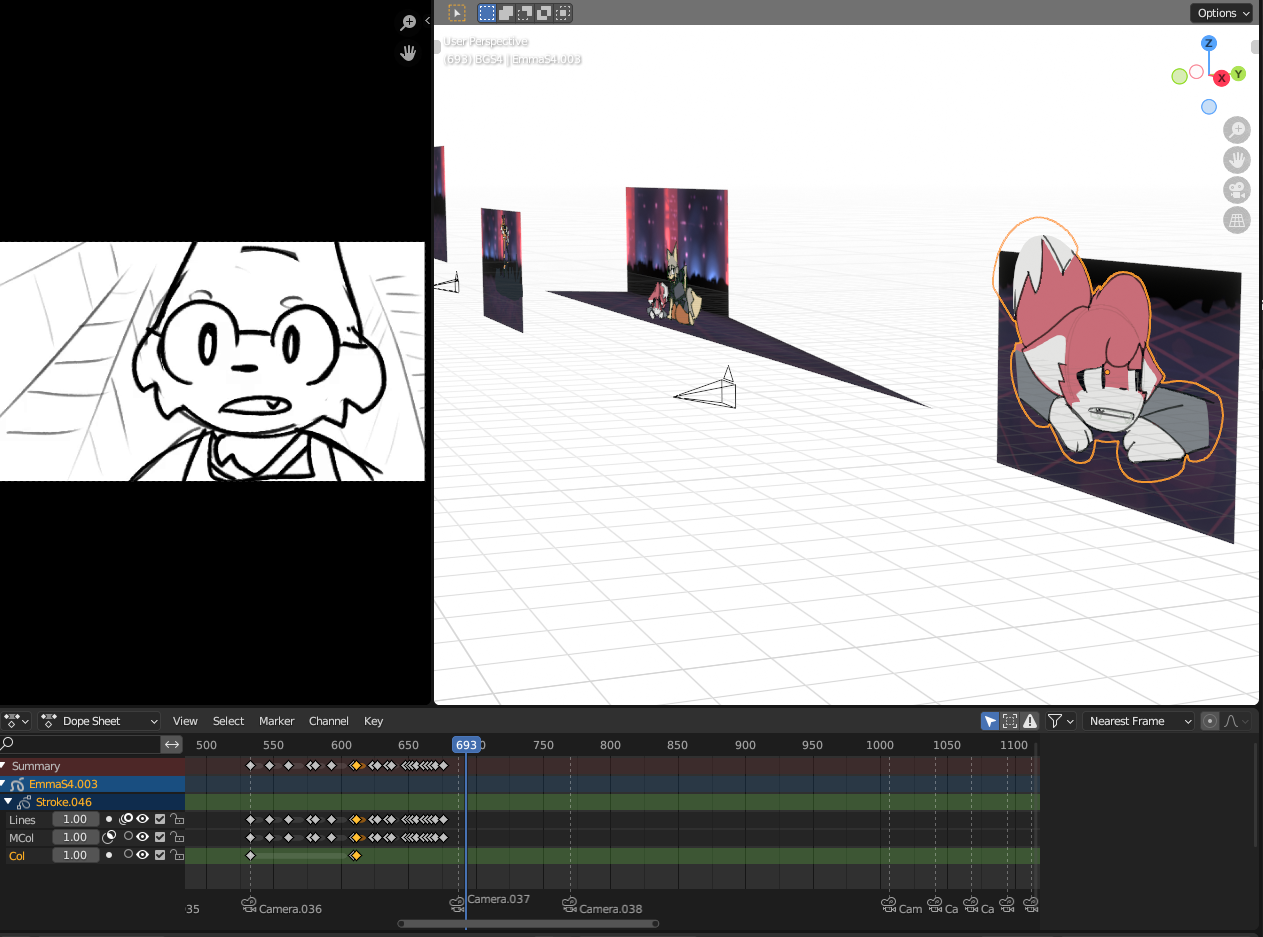 Options
User Perspective
(693) BGS4 | EmmaS4.003
Z
X
Y
Dope Sheet
View
Select
Marker
Channel
Key
Nearest Frame
500
550
600
650
693
750
800
850
900
950
1000
1050
1100
Summary
EmmaS4.003
Stroke.046
Lines
1.00
MCol
1.00
Col
1.00
35
Camera.036
Camera.037
Camera.038
Cam
Ca
Ca